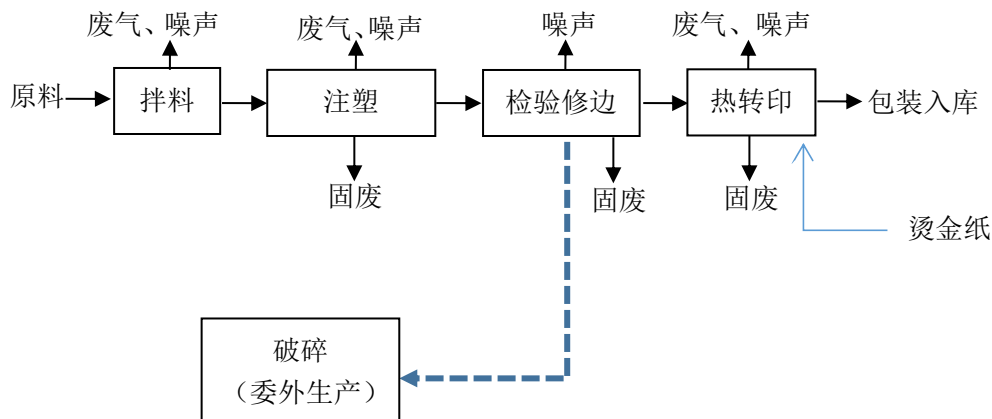 废气、噪声
废气、噪声
噪声
废气、噪声
原料
拌料
注塑
检验修边
热转印
包装入库
固废
固废
固废
烫金纸
破碎
（委外生产）